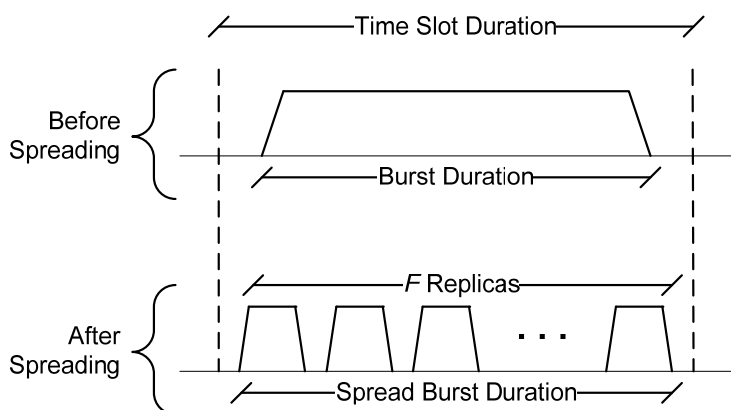 Time Slot Duration
Before
Spreading
Burst Duration
F Replicas
After
Spreading
. . .
Spread Burst Duration